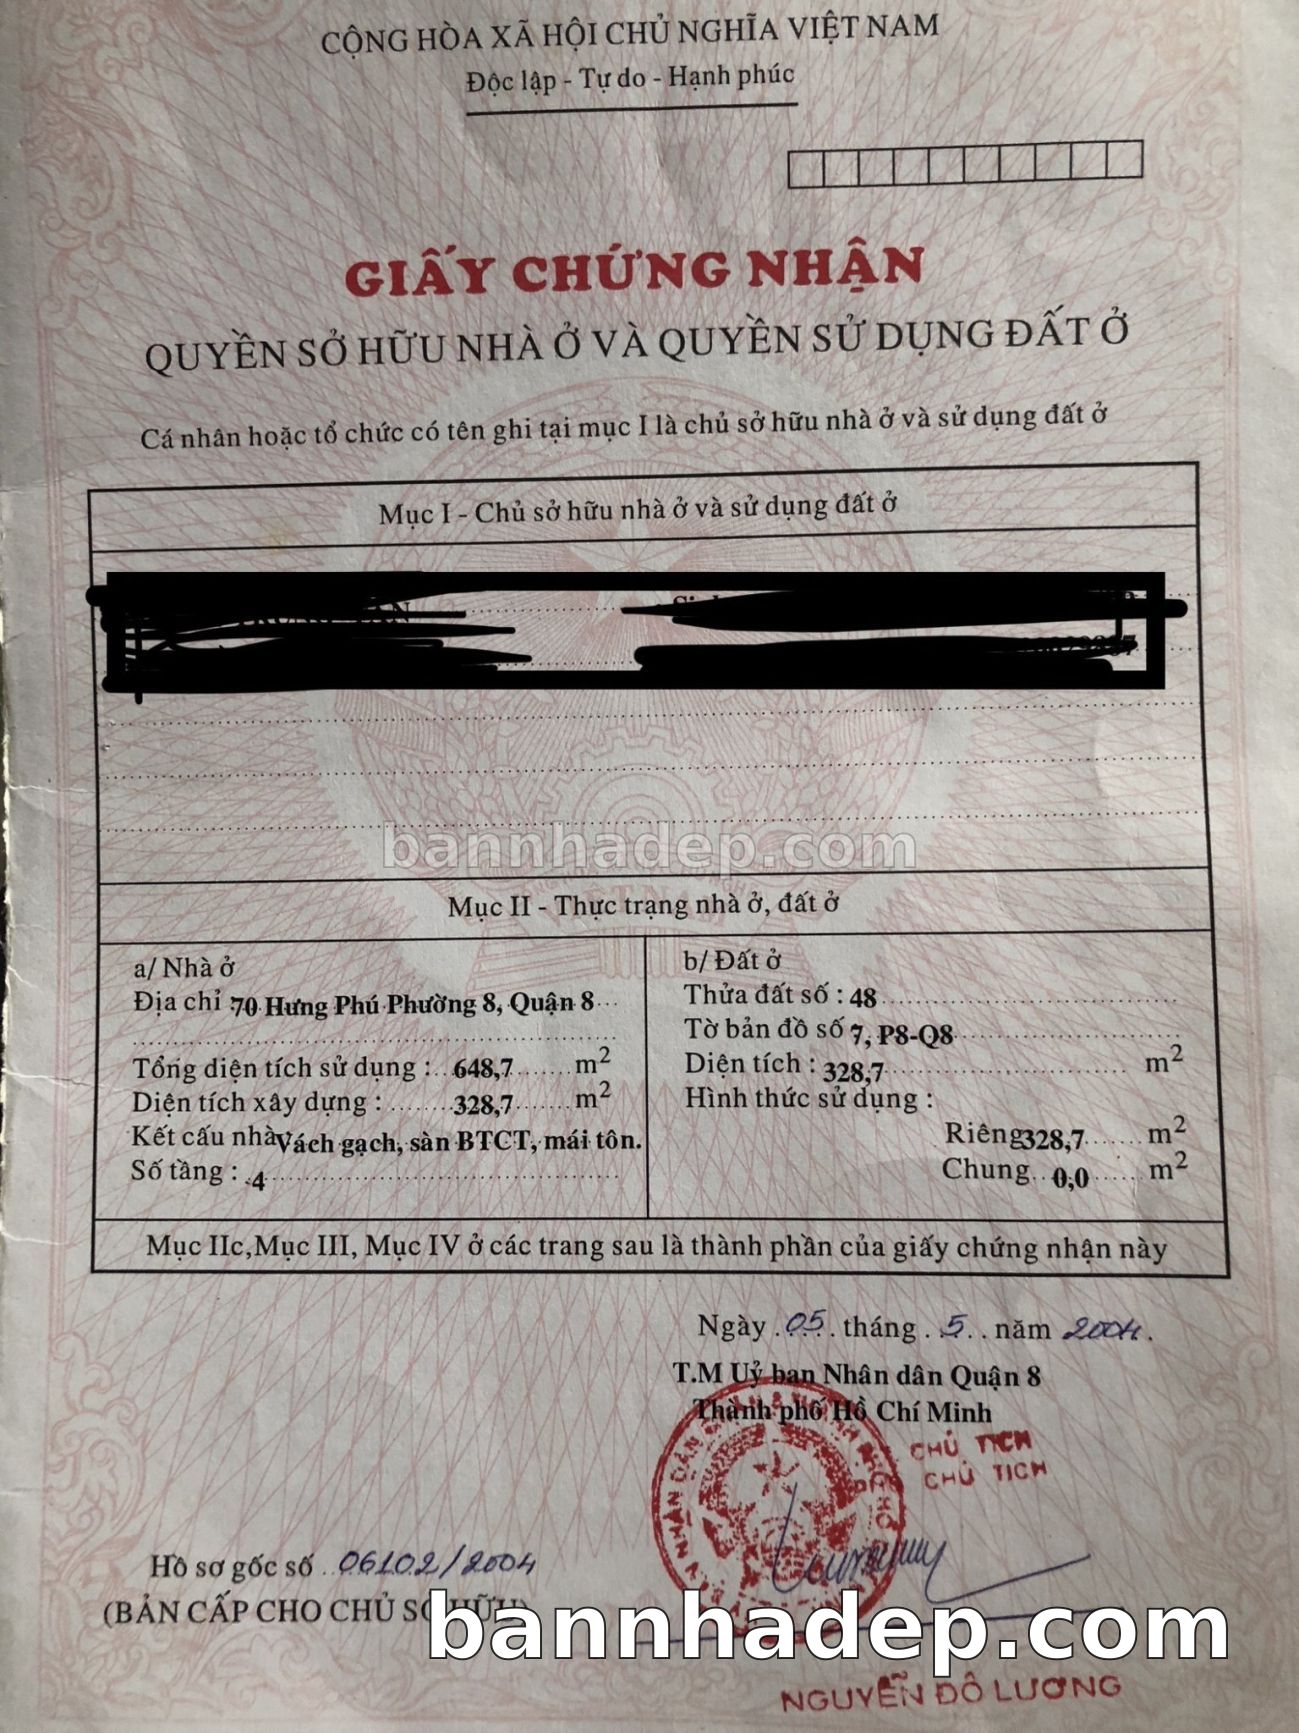 CỘNG HÒA XÃ HỘI CHỦ NGHĨA VIỆT NAM
Độc lập - Tự do - Hạnh phúc
GIẤY CHỨNG NHẬN
QUYỀN SỞ HỮU NHÀ Ở VÀ QUYỀN SỬ DỤNG ĐẤT Ở
Cá nhân hoặc tổ chức có tên ghi tại mục I là chủ sở hữu nhà ở và sử dụng đất ở
Mục I - Chủ sở hữu nhà ở và sử dụng đất ở
bannhadep.com
Mục II - Thực trạng nhà ở, đất ở
a/ Nhà ở
Địa chỉ : 70 Hưng Phú Phường 8, Quận 8
Tổng diện tích sử dụng : 648,7 m2
Diện tích xây dựng : 328,7 m2
Kết cấu nhà Vách gạch, sàn BTCT, mái tôn.
Số tầng : 4
b/ Đất ở
Thửa đất số : 48
Tờ bản đồ số 7, P8-Q8
Diện tích : 328,7 m2
Hình thức sử dụng :
Riêng 328,7 m2
Chung 0,0 m2
Mục IIc,Mục III, Mục IV ở các trang sau là thành phần của giấy chứng nhận này
Ngày 05 tháng 5 năm 2004.
T.M Uỷ ban Nhân dân Quận 8
Thành phố Hồ Chí Minh
CHỦ TỊCH
CHỦ TỊCH
Hồ sơ gốc số 06102/2004
(BẢN CẤP CHO CHỦ SỞ HỮU)
bannhadep.com
NGUYỄN ĐÔ LƯƠNG